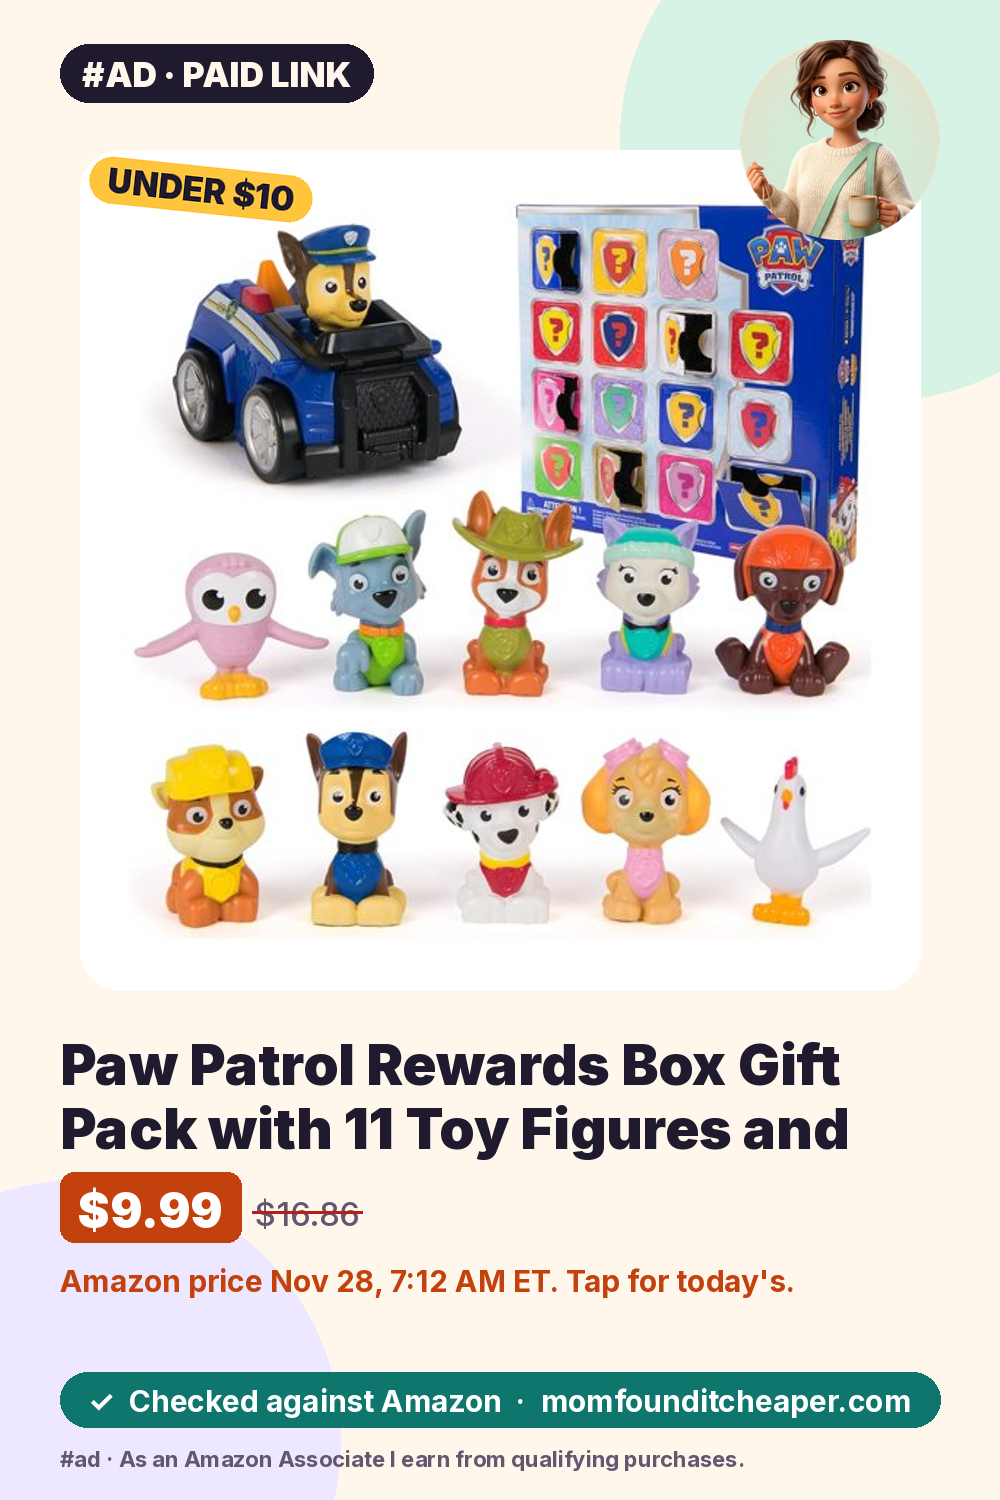 #AD · PAID LINK
UNDER $10
PAW
PATROL
? ? ?
? ? ? ?
? ? ? ?
? ? ? ?
ATTENTION !
Paw Patrol Rewards Box Gift
Pack with 11 Toy Figures and
$9.99 $16.86
Amazon price Nov 28, 7:12 AM ET. Tap for today's.
✓ Checked against Amazon · momfounditcheaper.com
#ad · As an Amazon Associate I earn from qualifying purchases.